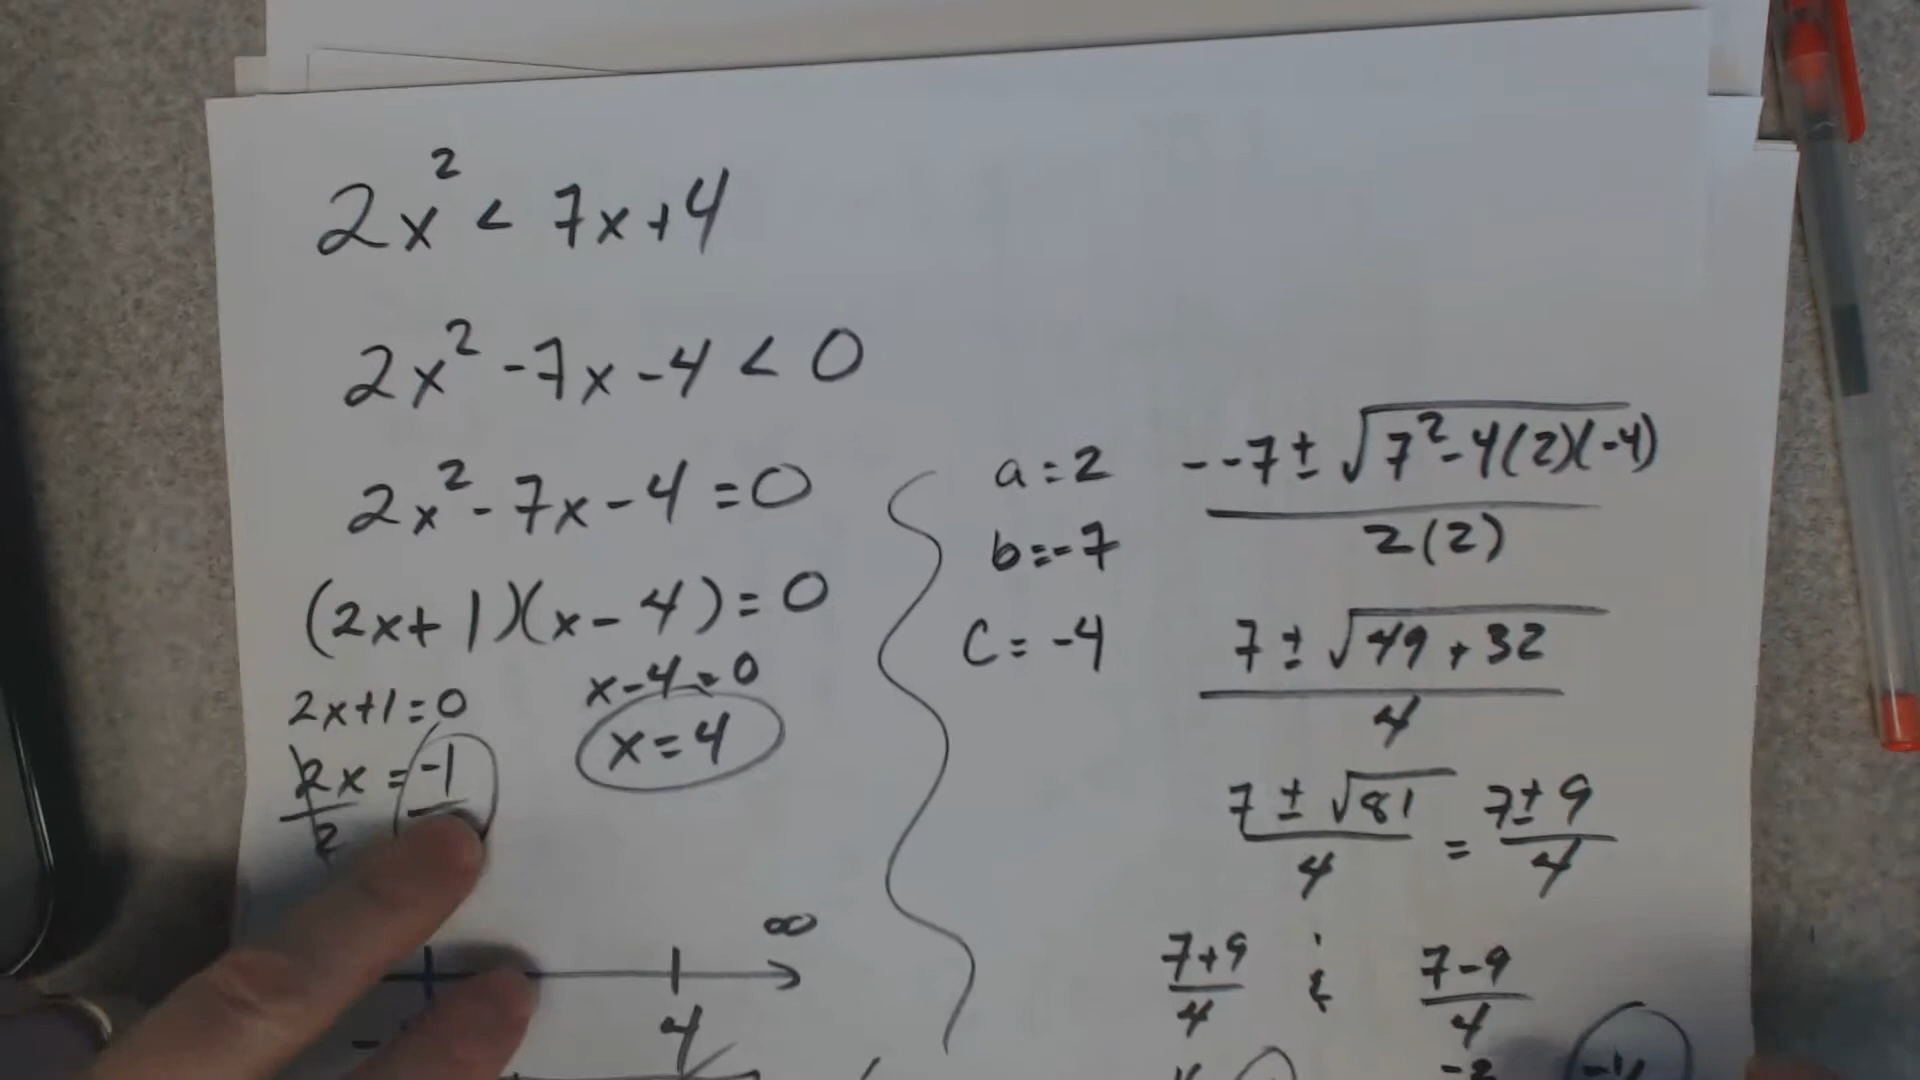 2x² < 7x+4
2x² -7x -4 < 0
2x² - 7x - 4 = 0
(2x+1)(x-4) = 0
2x+1=0
2x = -1
2
x-4=0
x=4
∞
4
a=2
b=-7
c=-4
--7 ± √7²-4(2)(-4)
2(2)
7 ± √49+32
4
7 ± √81 = 7±9
4 4
7+9 & 7-9
4 4
-2